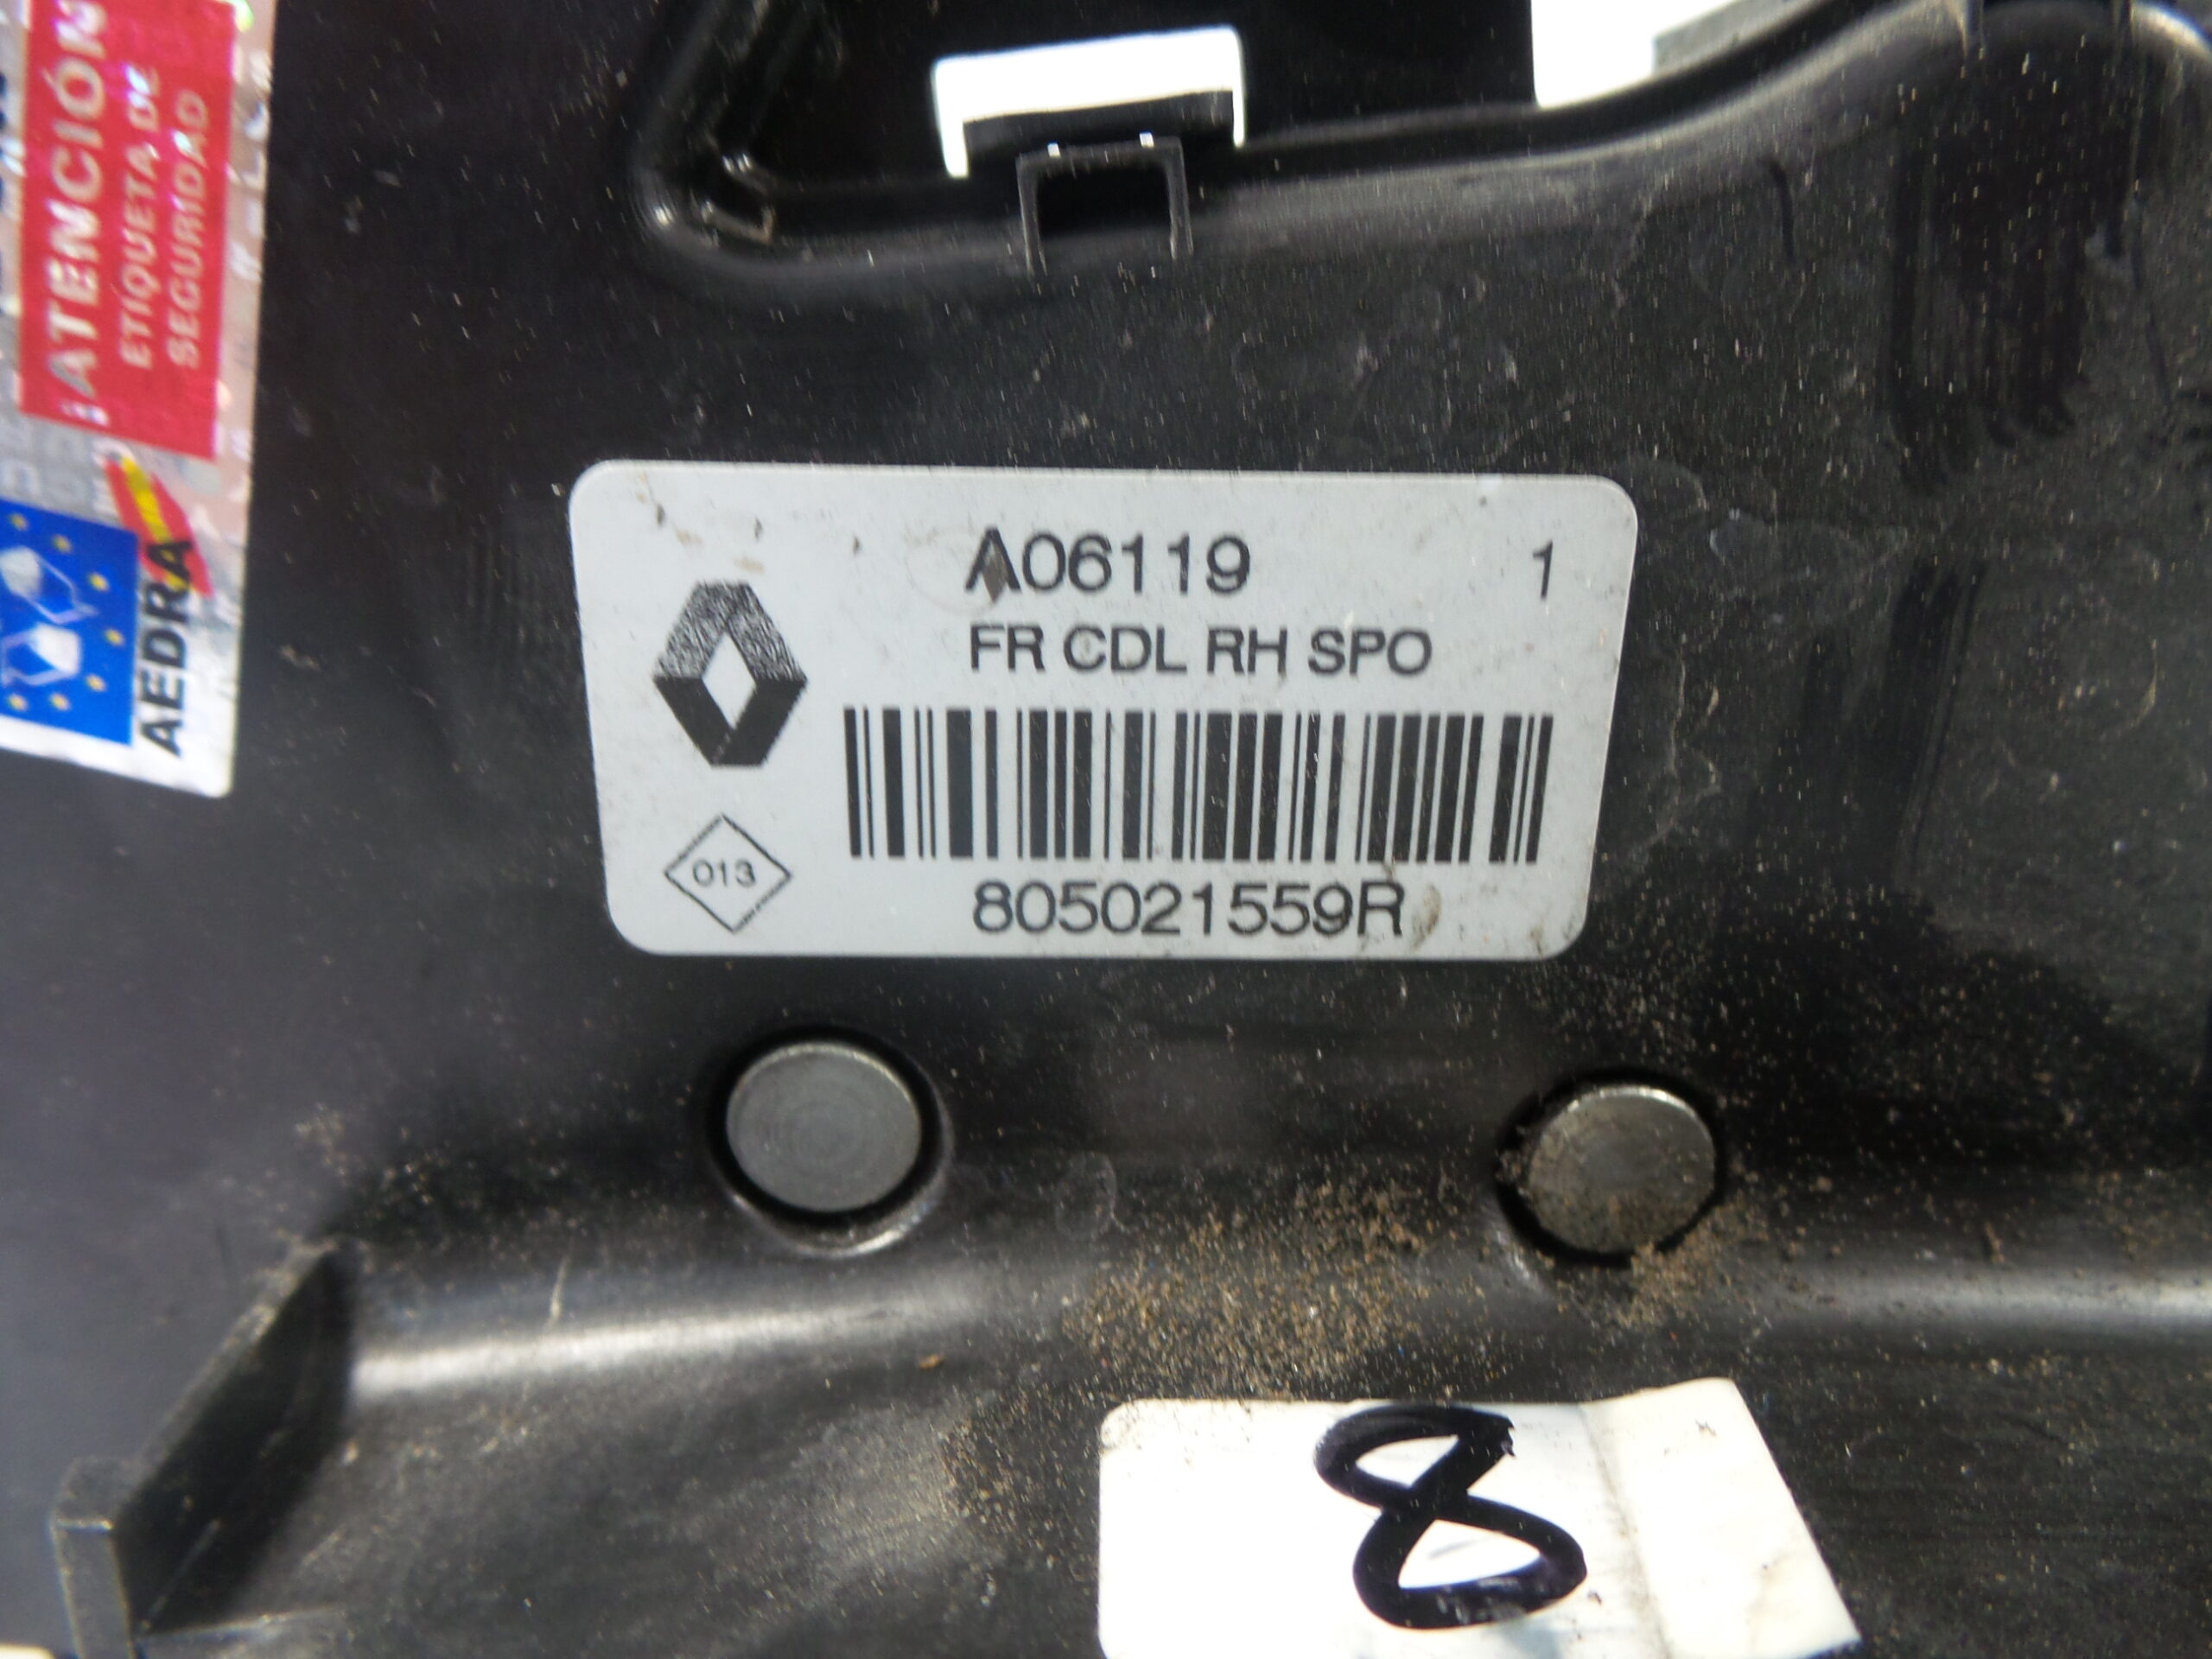 ¡ATENCIÓN
ETIQUETA DE
SEGURIDAD
AEDRA
A06119 1
FR CDL RH SPO
013
805021559R
8